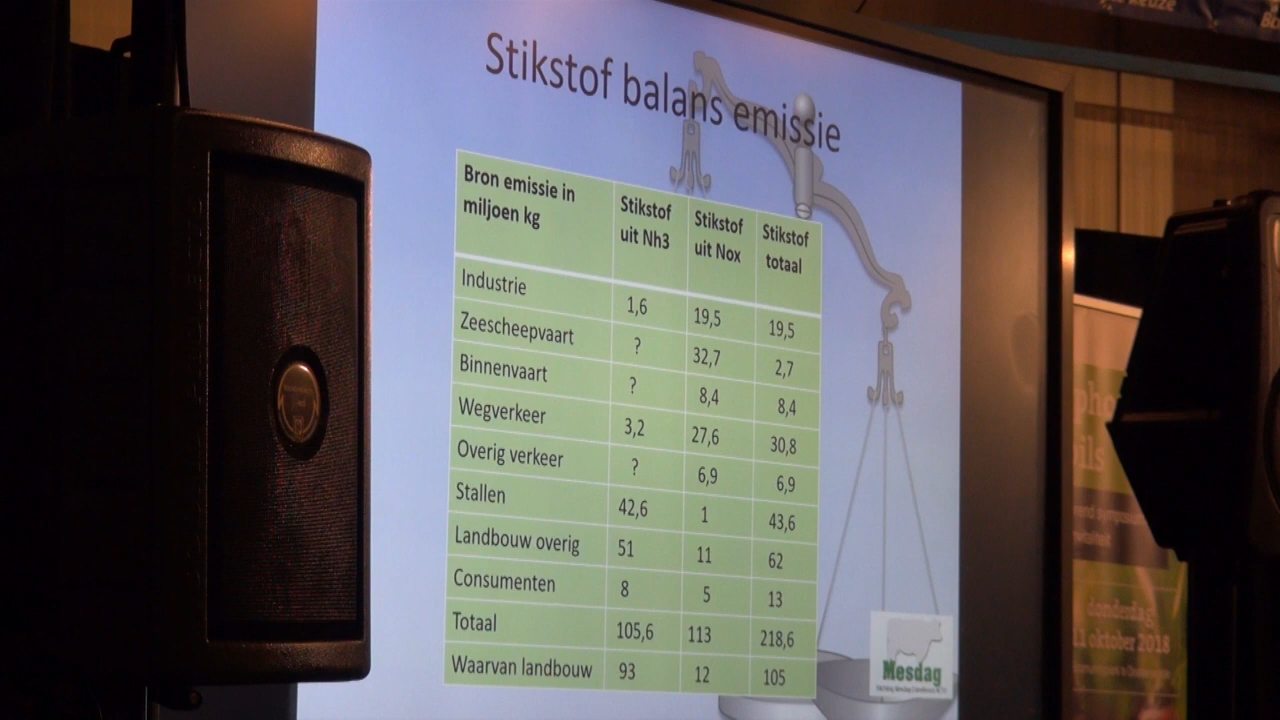 Stikstof balans emissie
Bron emissie in miljoen kg Stikstof uit Nh3 Stikstof uit Nox Stikstof totaal
Industrie 1,6 19,5 19,5
Zeescheepvaart ? 32,7 2,7
Binnenvaart ? 8,4 8,4
Wegverkeer 3,2 27,6 30,8
Overig verkeer ? 6,9 6,9
Stallen 42,6 1 43,6
Landbouw overig 51 11 62
Consumenten 8 5 13
Totaal 105,6 113 218,6
Waarvan landbouw 93 12 105
Mesdag
donderdag
11 oktober 2018